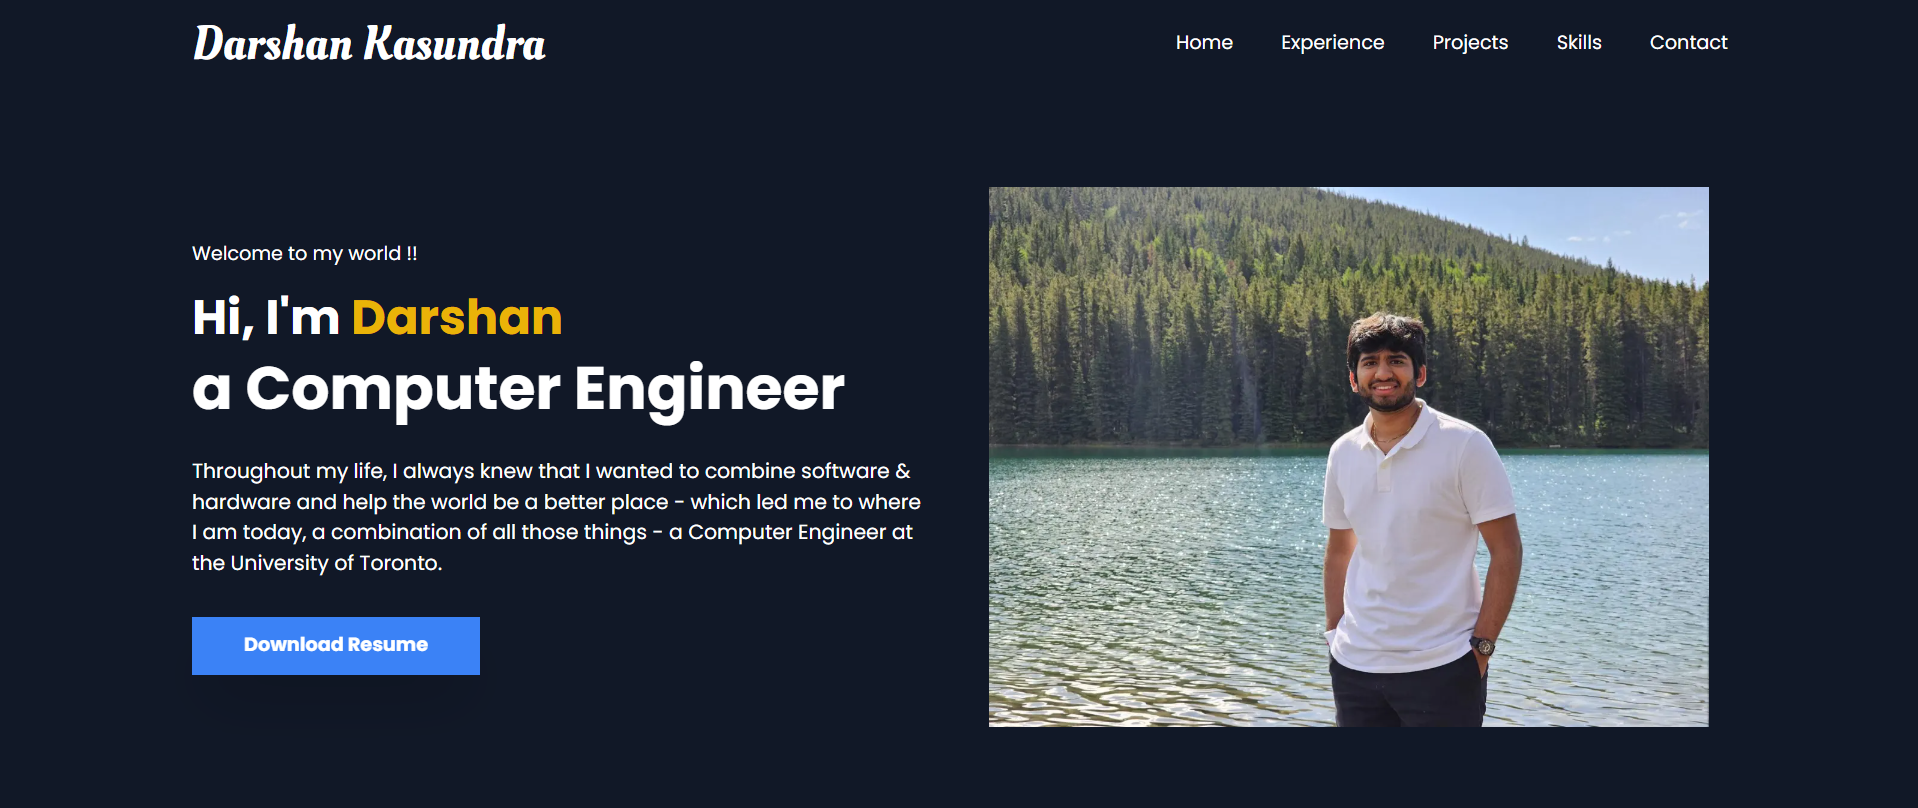 Darshan Kasundra
Home Experience Projects Skills Contact
Welcome to my world !!
Hi, I'm Darshan
a Computer Engineer
Throughout my life, I always knew that I wanted to combine software &
hardware and help the world be a better place - which led me to where
I am today, a combination of all those things - a Computer Engineer at
the University of Toronto.
Download Resume